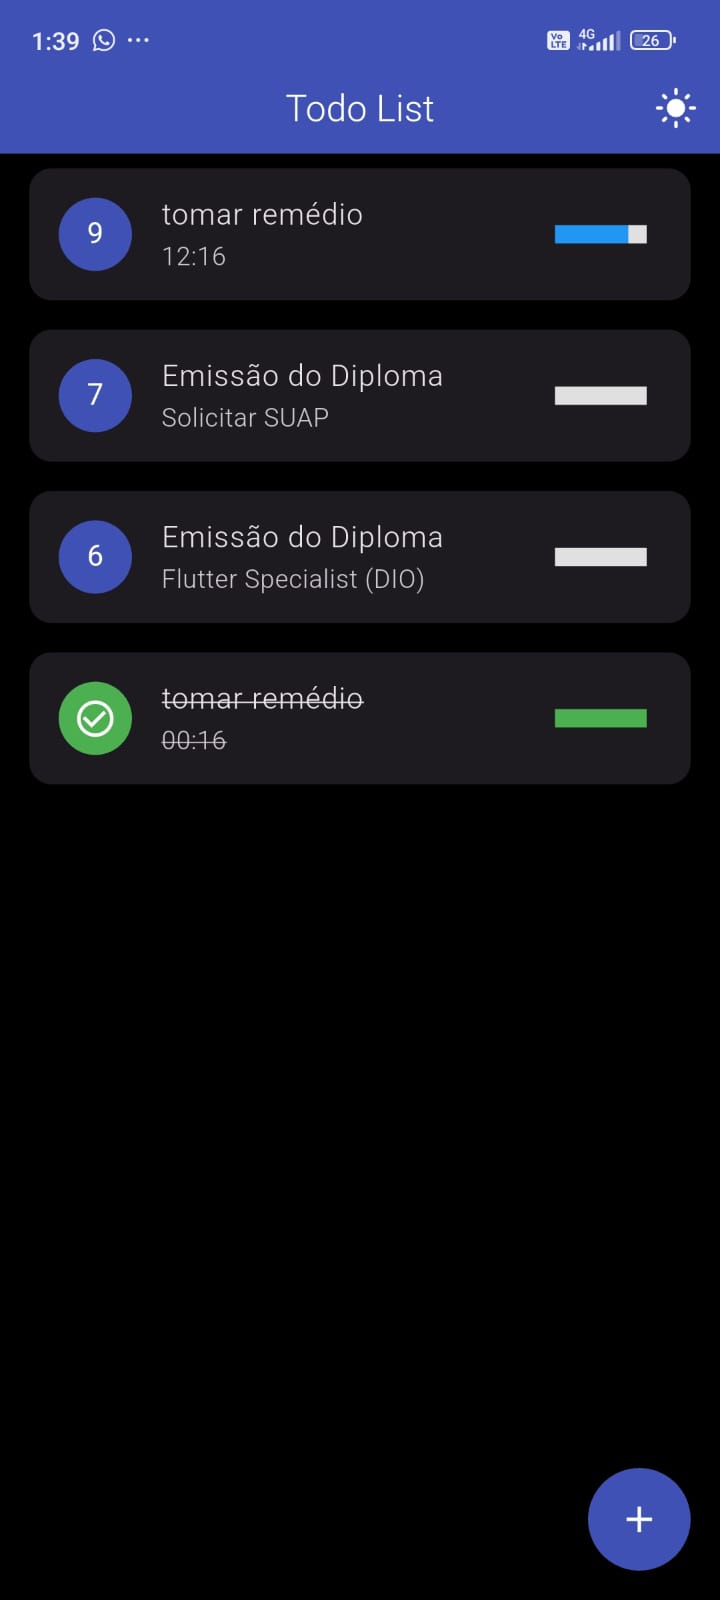 1:39
Vo LTE
4G
26
Todo List
9
tomar remédio
12:16
7
Emissão do Diploma
Solicitar SUAP
6
Emissão do Diploma
Flutter Specialist (DIO)
tomar remédio
00:16
+